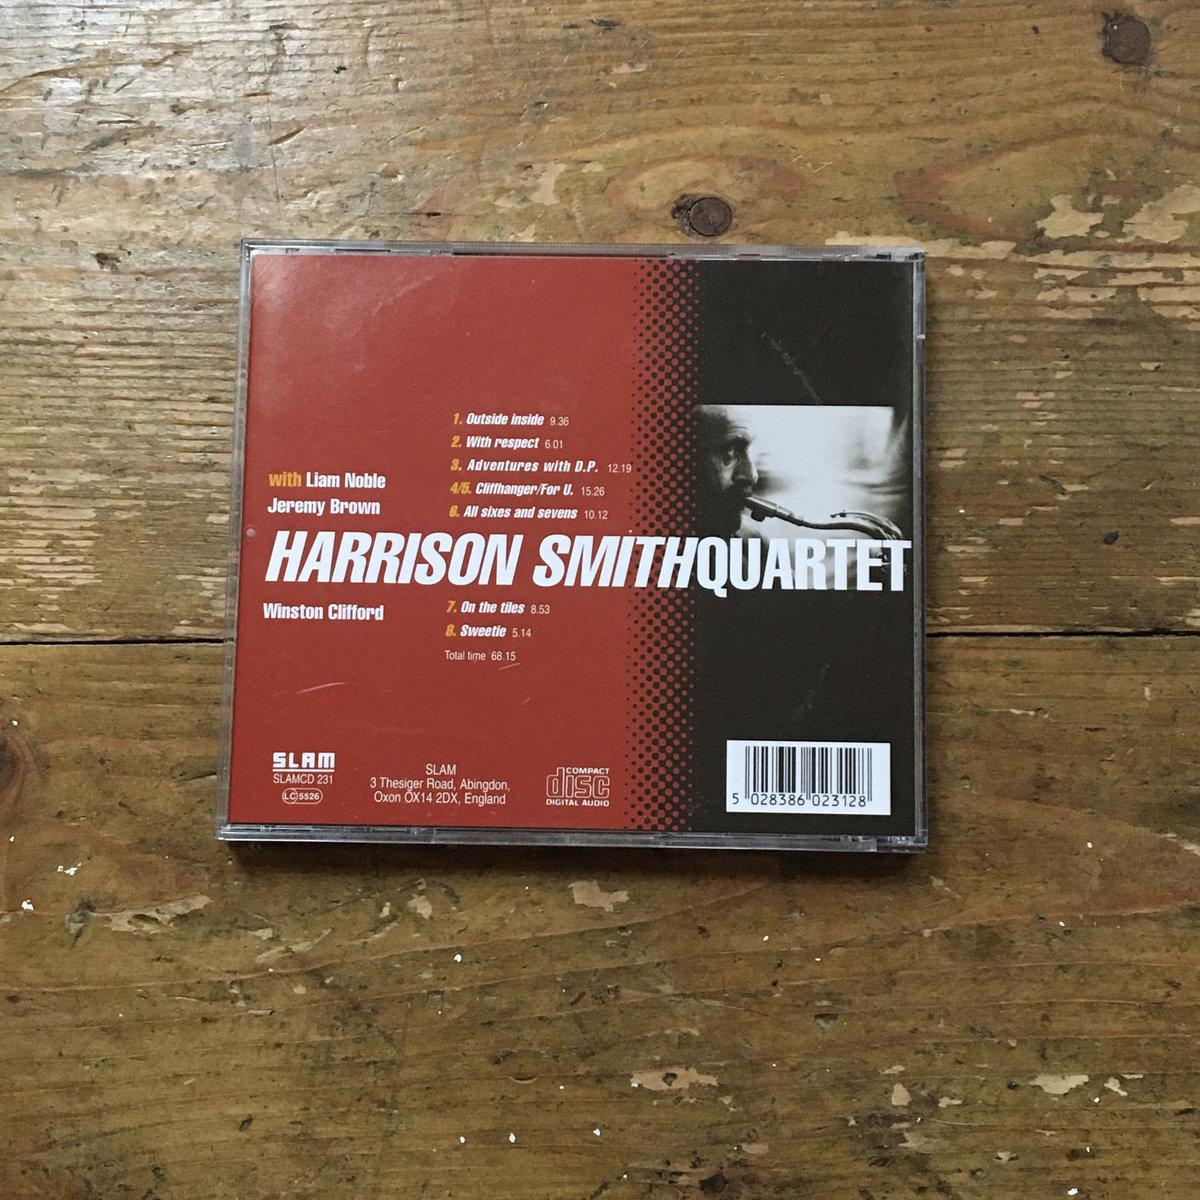 1. Outside inside 9.36
2. With respect 6.01
3. Adventures with D.P. 12.19
4/5. Cliffhanger/For U. 15.26
6. All sixes and sevens 10.12
with Liam Noble
Jeremy Brown
HARRISON SMITHQUARTET
Winston Clifford
7. On the tiles 8.53
8. Sweetie 5.14
Total time 68.15
SLAM
SLAMCD 231
LC 5526
SLAM
3 Thesiger Road, Abingdon,
Oxon OX14 2DX, England
COMPACT
disc
DIGITAL AUDIO
5 028386 023128